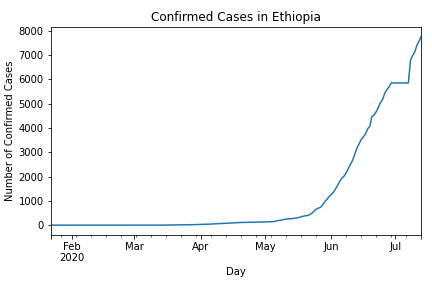 Confirmed Cases in Ethiopia
Number of Confirmed Cases
8000
7000
6000
5000
4000
3000
2000
1000
0
Feb Mar Apr May Jun Jul
2020
Day